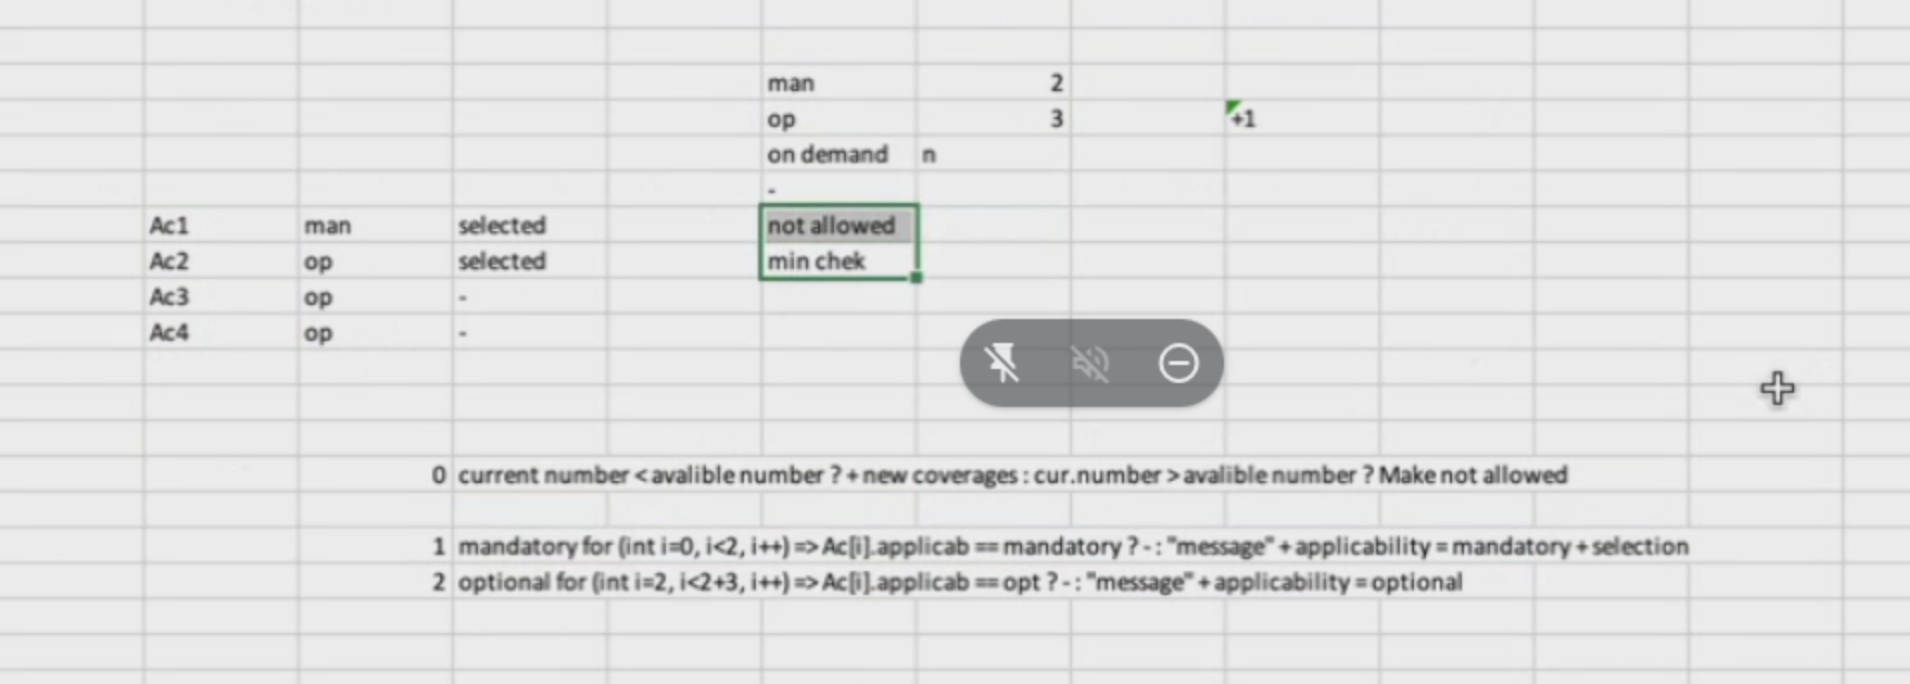 man 2
op 3 +1
on demand n
-
Ac1 man selected not allowed
Ac2 op selected min chek
Ac3 op -
Ac4 op -
0 current number < avalible number ? + new coverages : cur.number > avalible number ? Make not allowed
1 mandatory for (int i=0, i<2, i++) => Ac[i].applicab == mandatory ? - : "message" + applicability = mandatory + selection
2 optional for (int i=2, i<2+3, i++) => Ac[i].applicab == opt ? - : "message" + applicability = optional